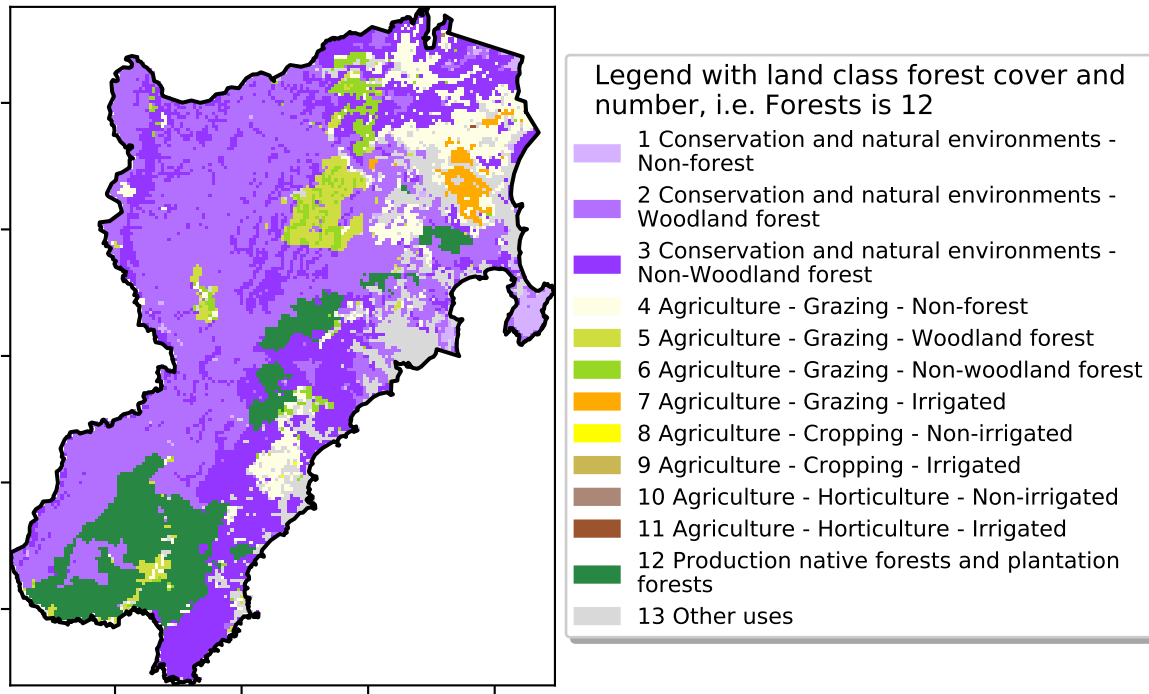 Legend with land class forest cover and
number, i.e. Forests is 12
1 Conservation and natural environments -
Non-forest
2 Conservation and natural environments -
Woodland forest
3 Conservation and natural environments -
Non-Woodland forest
4 Agriculture - Grazing - Non-forest
5 Agriculture - Grazing - Woodland forest
6 Agriculture - Grazing - Non-woodland forest
7 Agriculture - Grazing - Irrigated
8 Agriculture - Cropping - Non-irrigated
9 Agriculture - Cropping - Irrigated
10 Agriculture - Horticulture - Non-irrigated
11 Agriculture - Horticulture - Irrigated
12 Production native forests and plantation
forests
13 Other uses